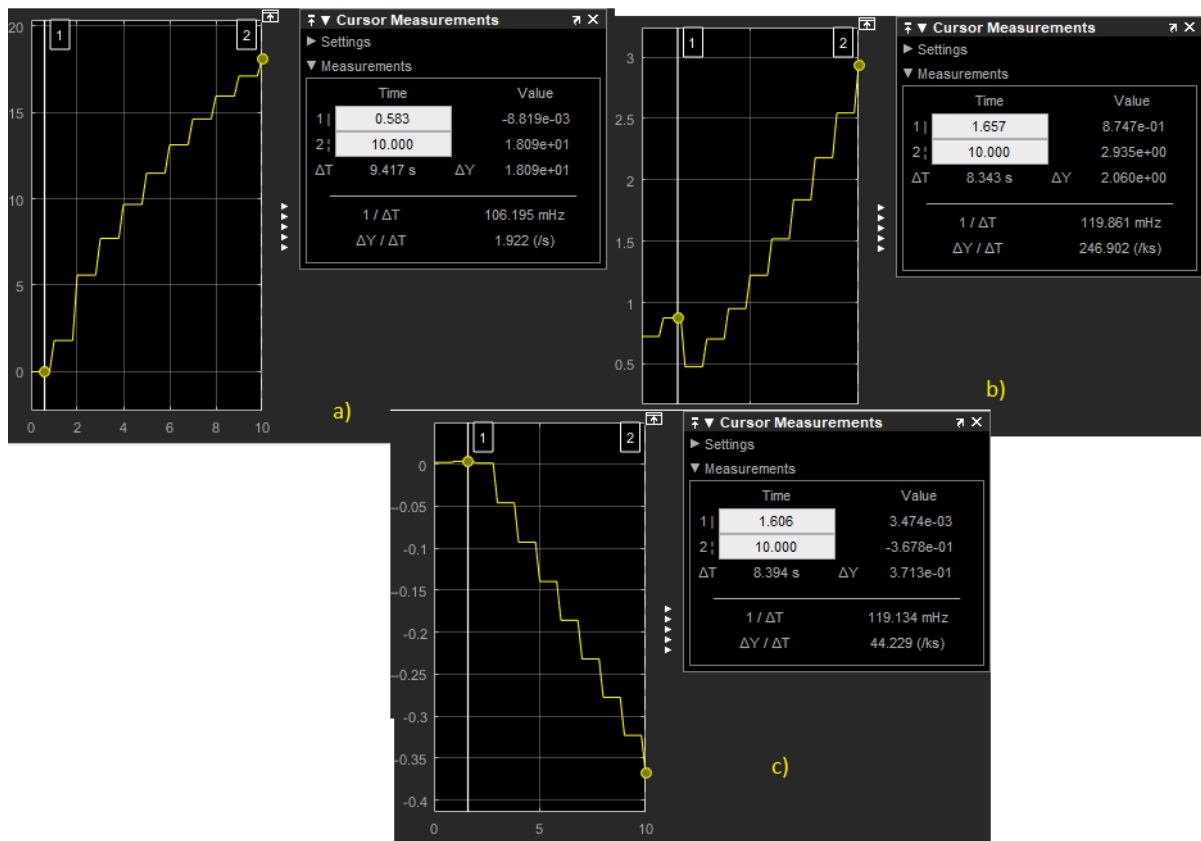 Cursor Measurements
Settings
Measurements
Time Value
1 | 0.583 -8.819e-03
2 ¦ 10.000 1.809e+01
ΔT 9.417 s ΔY 1.809e+01
1 / ΔT 106.195 mHz
ΔY / ΔT 1.922 (/s)
1 2
20
15
10
5
0
0 2 4 6 8 10
a)
Cursor Measurements
Settings
Measurements
Time Value
1 | 1.657 8.747e-01
2 ¦ 10.000 2.935e+00
ΔT 8.343 s ΔY 2.060e+00
1 / ΔT 119.861 mHz
ΔY / ΔT 246.902 (/ks)
1 2
3
2.5
2
1.5
1
0.5
b)
Cursor Measurements
Settings
Measurements
Time Value
1 | 1.606 3.474e-03
2 ¦ 10.000 -3.678e-01
ΔT 8.394 s ΔY 3.713e-01
1 / ΔT 119.134 mHz
ΔY / ΔT 44.229 (/ks)
1 2
0
-0.05
-0.1
-0.15
-0.2
-0.25
-0.3
-0.35
-0.4
0 5 10
c)